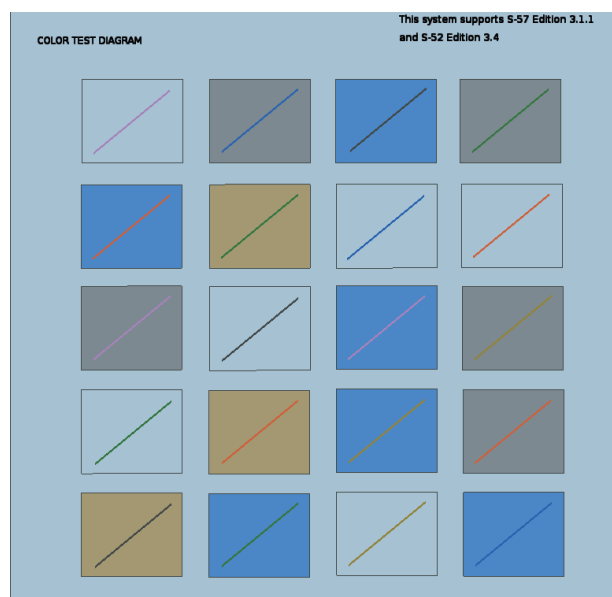 This system supports S-57 Edition 3.1.1
and S-52 Edition 3.4
COLOR TEST DIAGRAM